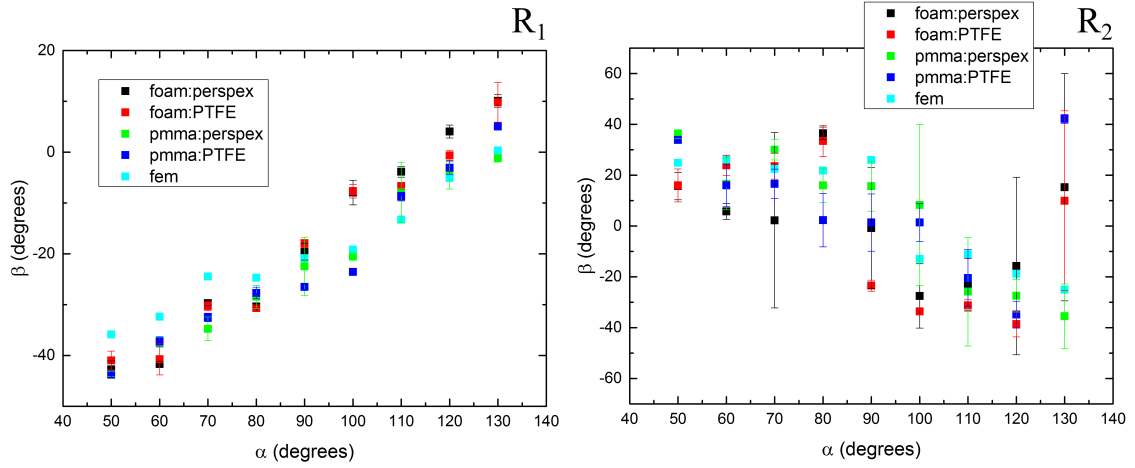 R1
20
0
-20
-40
β (degrees)
foam:perspex
foam:PTFE
pmma:perspex
pmma:PTFE
fem
40 50 60 70 80 90 100 110 120 130 140
α (degrees)
R2
60
40
20
0
-20
-40
-60
β (degrees)
foam:perspex
foam:PTFE
pmma:perspex
pmma:PTFE
fem
40 50 60 70 80 90 100 110 120 130 140
α (degrees)